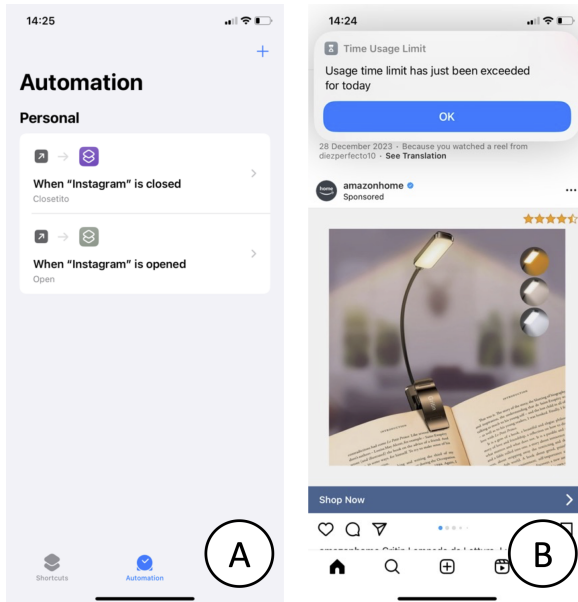 14:25
Automation
Personal
When "Instagram" is closed
Closetito
When "Instagram" is opened
Open
Shortcuts
Automation
A
14:24
Time Usage Limit
Usage time limit has just been exceeded
for today
OK
28 December 2023 · Because you watched a reel from
diezperfecto10 · See Translation
home
amazonhome
Sponsored
Shop Now
B